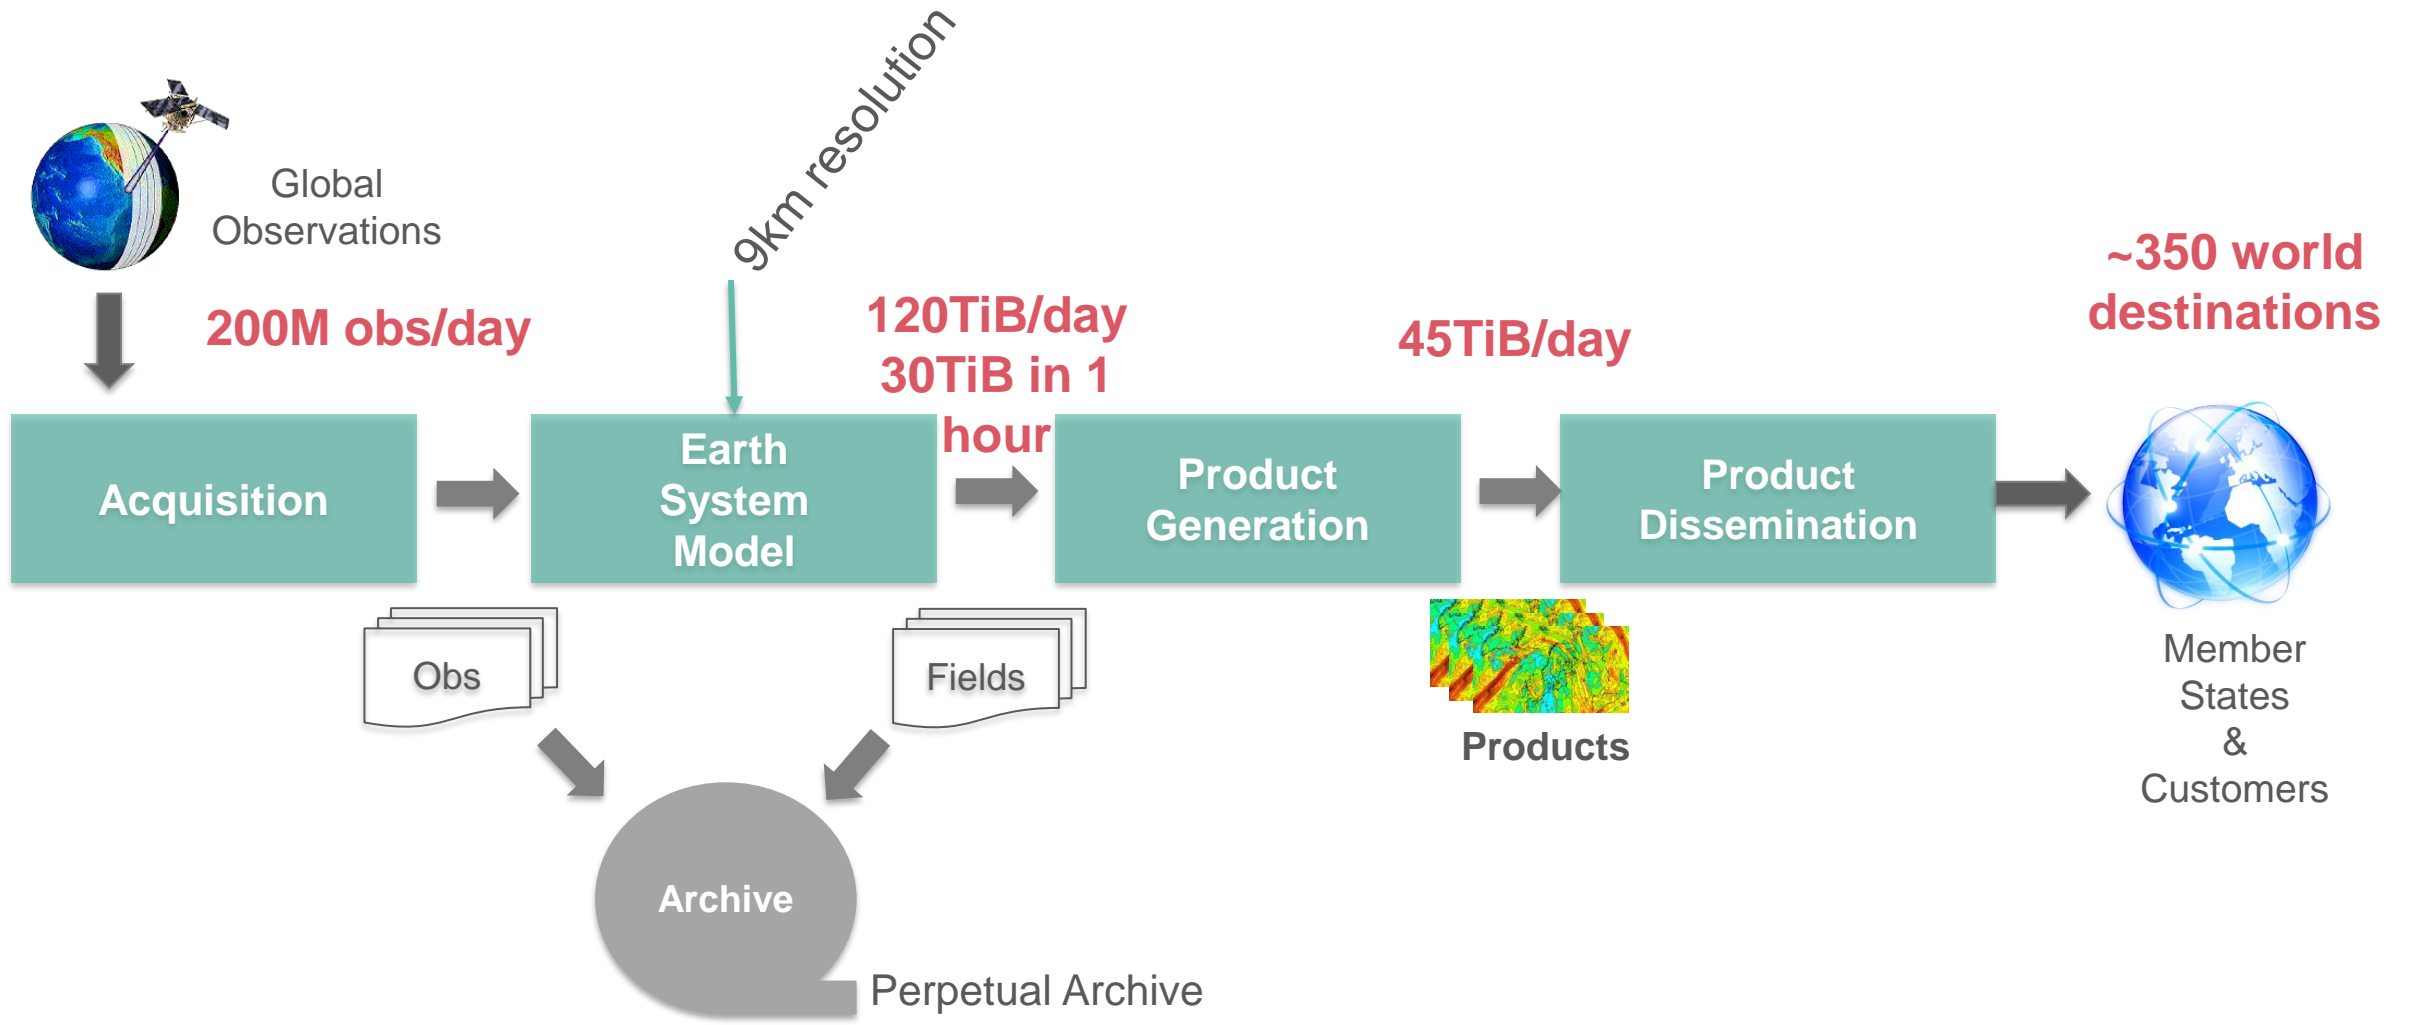 9km resolution
Global
Observations
200M obs/day
120TiB/day
30TiB in 1
hour
45TiB/day
~350 world
destinations
Acquisition
Earth
System
Model
Product
Generation
Product
Dissemination
Obs
Fields
Products
Member
States
&
Customers
Archive
Perpetual Archive